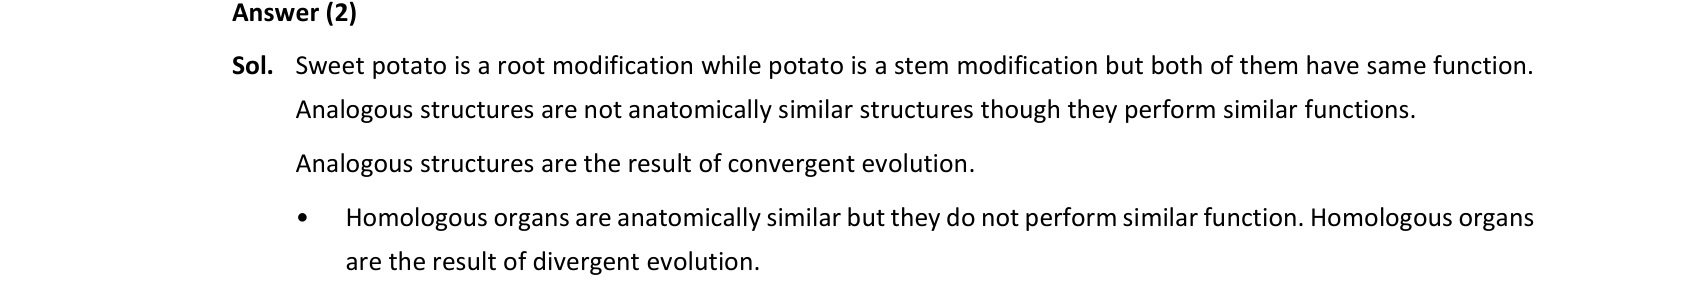 Answer (2)
Sol. Sweet potato is a root modification while potato is a stem modification but both of them have same function.
Analogous structures are not anatomically similar structures though they perform similar functions.
Analogous structures are the result of convergent evolution.
• Homologous organs are anatomically similar but they do not perform similar function. Homologous organs
are the result of divergent evolution.